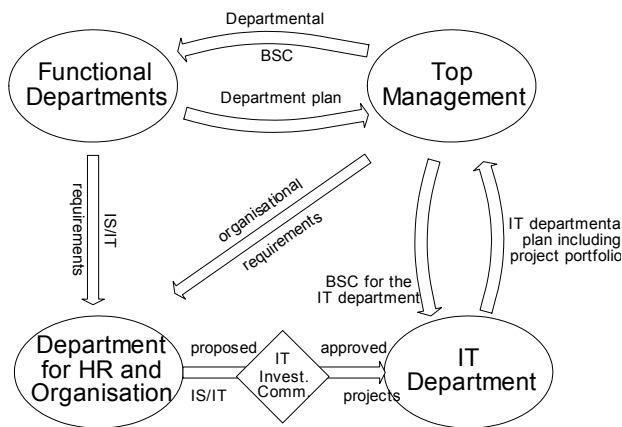 Departmental
BSC
Functional
Departments
Top
Management
Department plan
IS/IT
requirements
organisational
requirements
IT departmenta
plan including
project portfolio
BSC for the
IT department
Department
for HR and
Organisation
proposed
IS/IT
IT
Invest.
Comm.
approved
projects
IT
Department